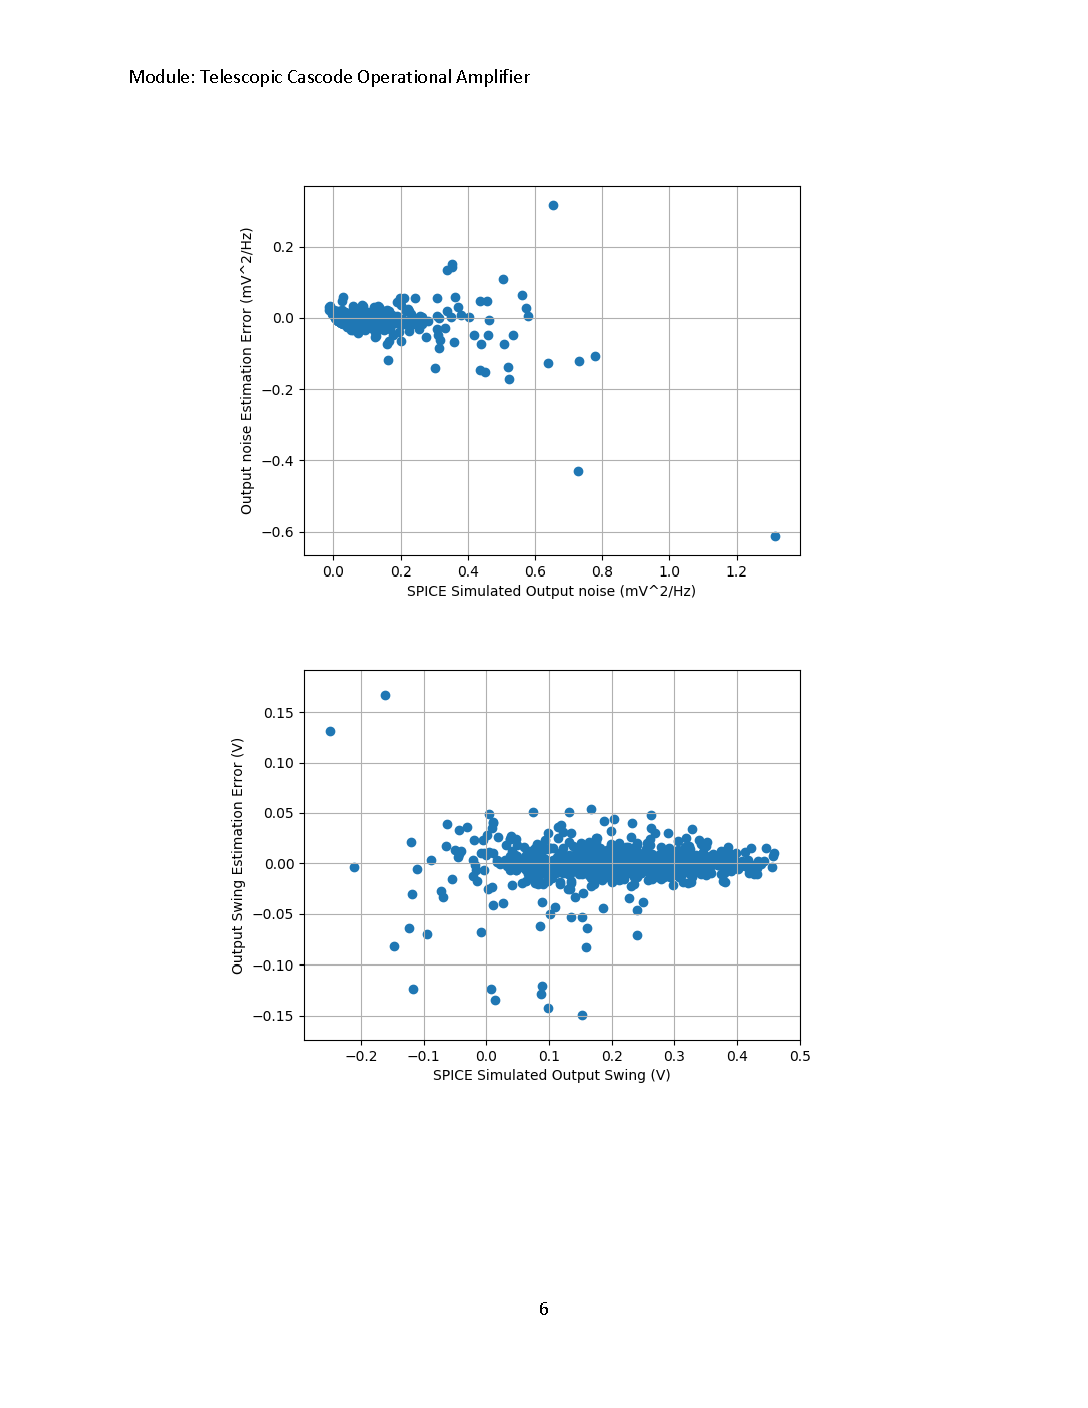 Module: Telescopic Cascode Operational Amplifier
Output noise Estimation Error (mV^2/Hz)
0.2
0.0
−0.2
−0.4
−0.6
0.0 0.2 0.4 0.6 0.8 1.0 1.2
SPICE Simulated Output noise (mV^2/Hz)
Output Swing Estimation Error (V)
0.15
0.10
0.05
0.00
−0.05
−0.10
−0.15
−0.2 −0.1 0.0 0.1 0.2 0.3 0.4 0.5
SPICE Simulated Output Swing (V)
6